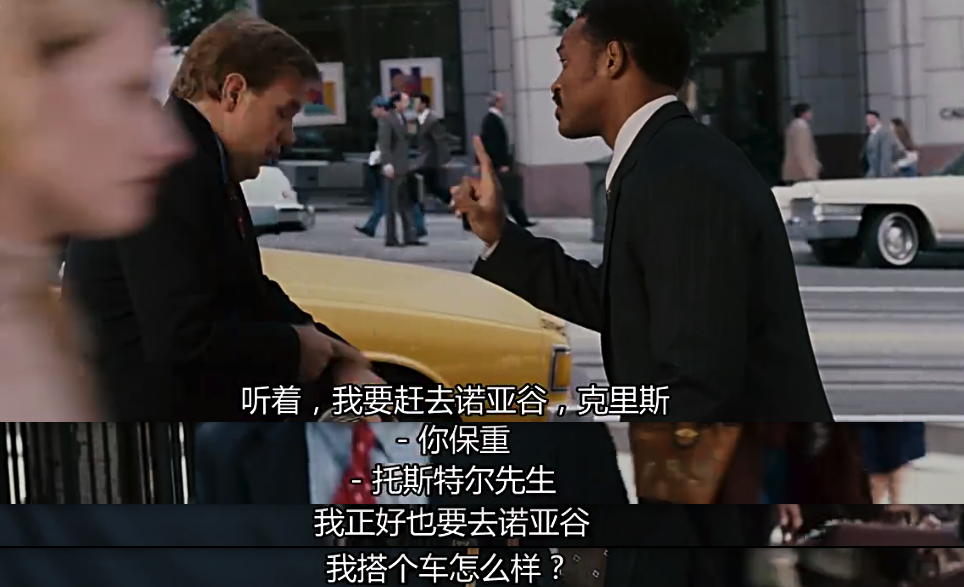 听着，我要赶去诺亚谷，克里斯
- 你保重
- 托斯特尔先生
我正好也要去诺亚谷
我搭个车怎么样？